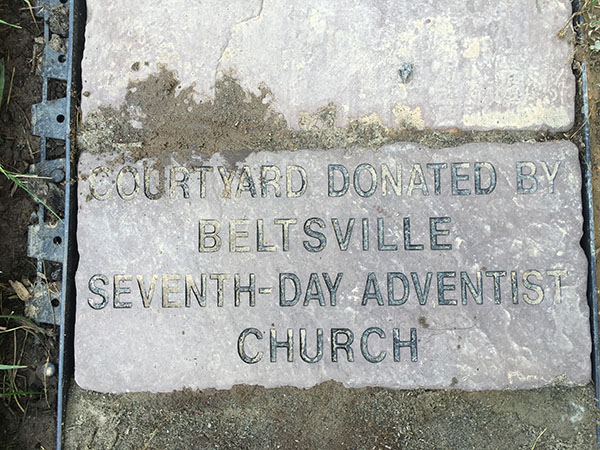 COURTYARD DONATED BY
BELTSVILLE
SEVENTH-DAY ADVENTIST
CHURCH